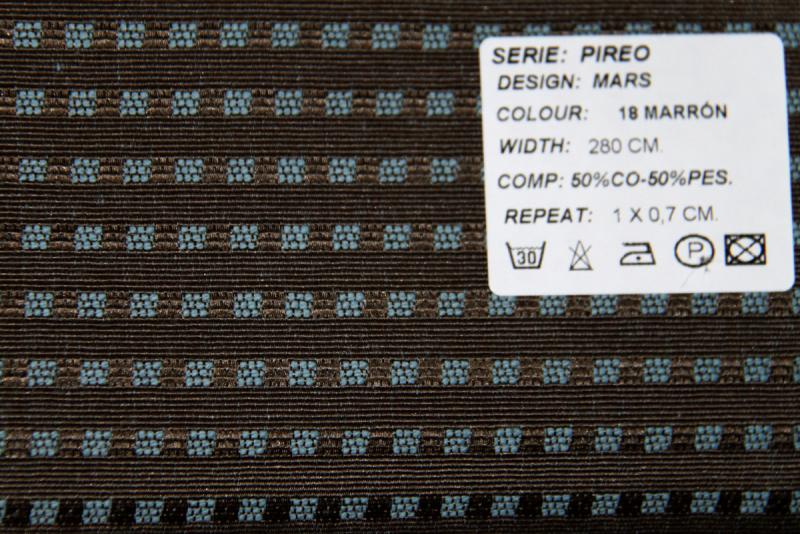 SERIE: PIREO
DESIGN: MARS
COLOUR: 18 MARRÓN
WIDTH: 280 CM.
COMP: 50%CO-50%PES.
REPEAT: 1 X 0,7 CM.
30 P